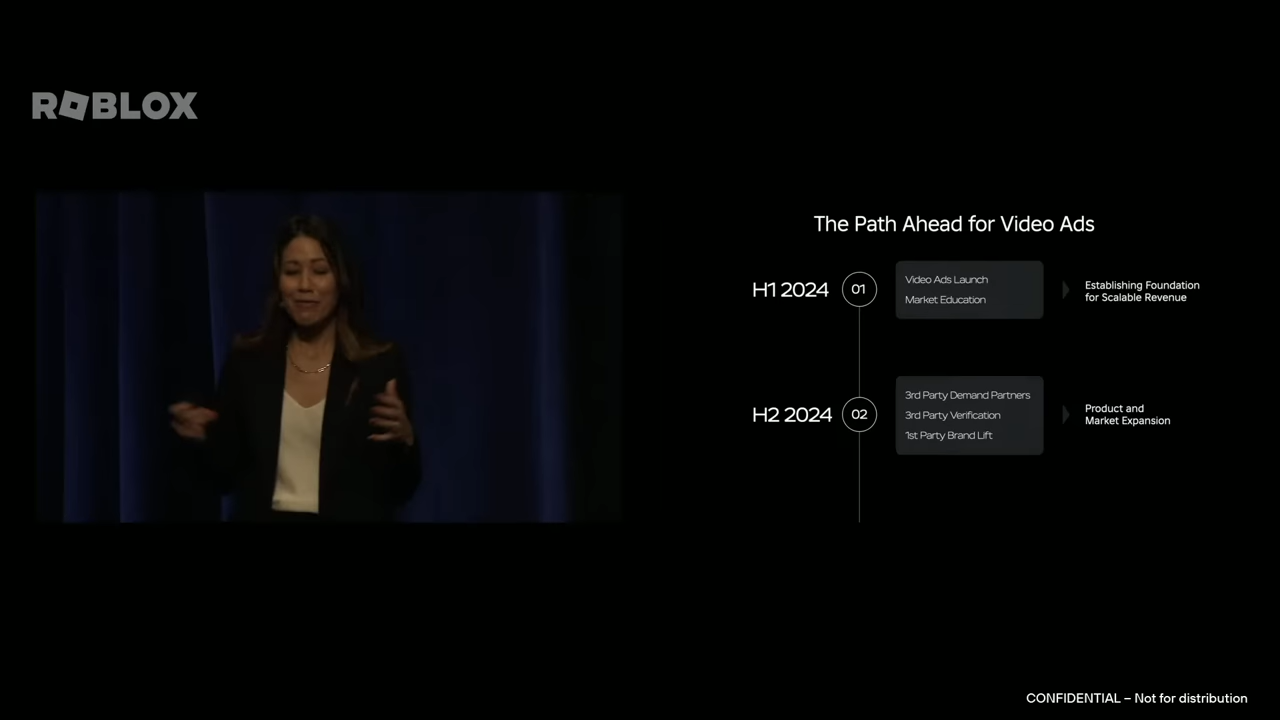 ROBLOX
The Path Ahead for Video Ads
H1 2024
01
Video Ads Launch
Market Education
Establishing Foundation
for Scalable Revenue
H2 2024
02
3rd Party Demand Partners
3rd Party Verification
1st Party Brand Lift
Product and
Market Expansion
CONFIDENTIAL – Not for distribution